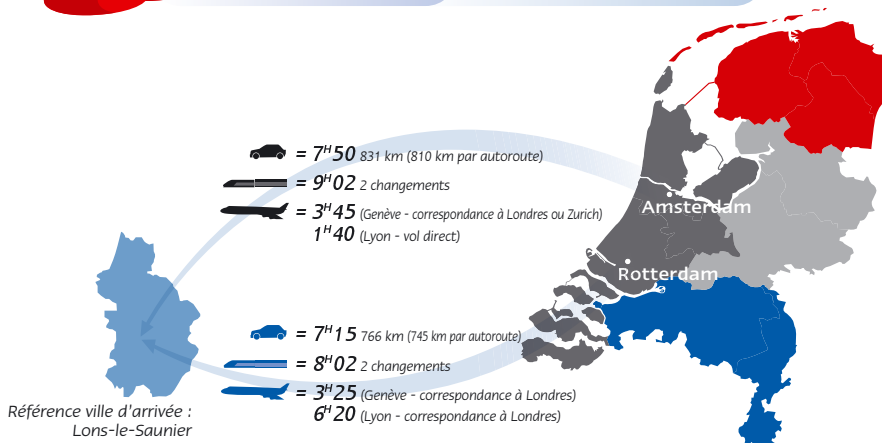 = 7H50 831 km (810 km par autoroute)
= 9H02 2 changements
= 3H45 (Genève - correspondance à Londres ou Zurich)
1H40 (Lyon - vol direct)
Amsterdam
Rotterdam
= 7H15 766 km (745 km par autoroute)
= 8H02 2 changements
= 3H25 (Genève - correspondance à Londres)
6H20 (Lyon - correspondance à Londres)
Référence ville d'arrivée :
Lons-le-Saunier